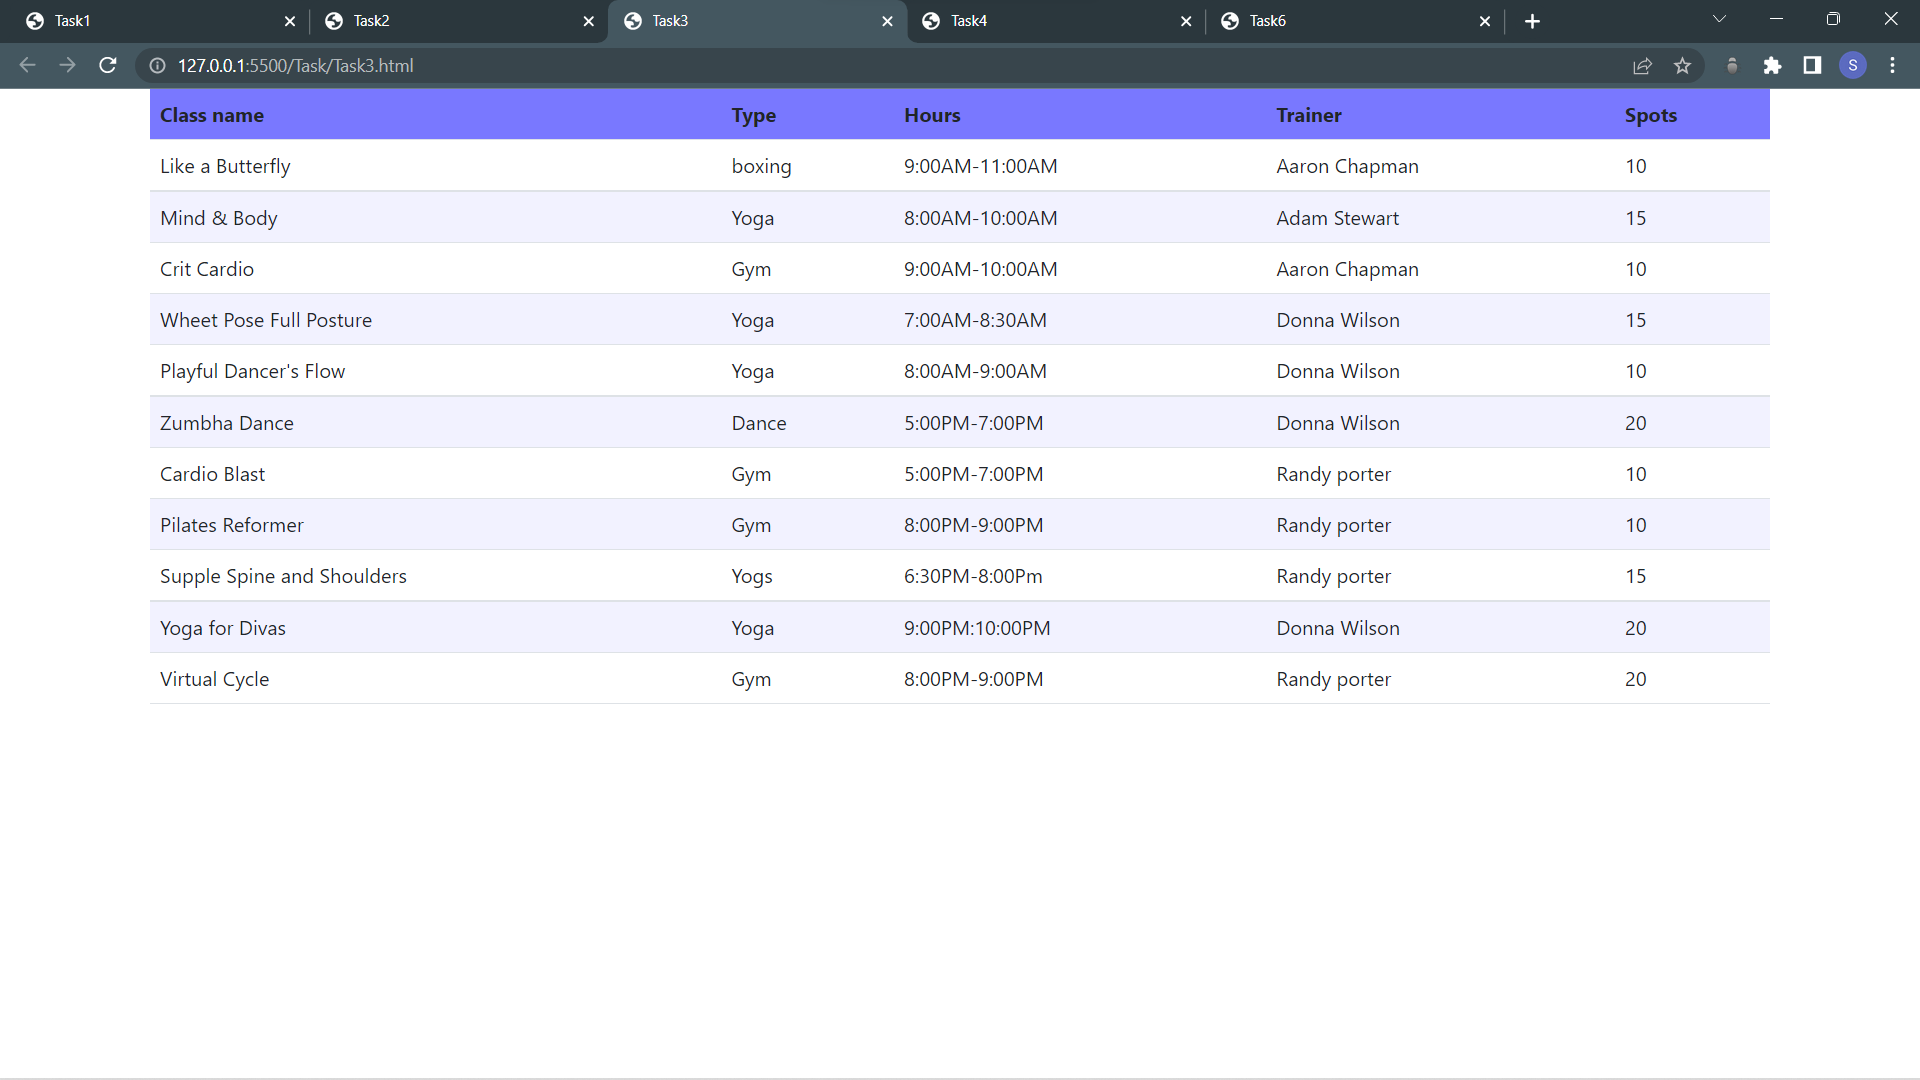 Task1 Task2 Task3 Task4 Task6
127.0.0.1:5500/Task/Task3.html S
Class name Type Hours Trainer Spots
Like a Butterfly boxing 9:00AM-11:00AM Aaron Chapman 10
Mind & Body Yoga 8:00AM-10:00AM Adam Stewart 15
Crit Cardio Gym 9:00AM-10:00AM Aaron Chapman 10
Wheet Pose Full Posture Yoga 7:00AM-8:30AM Donna Wilson 15
Playful Dancer's Flow Yoga 8:00AM-9:00AM Donna Wilson 10
Zumbha Dance Dance 5:00PM-7:00PM Donna Wilson 20
Cardio Blast Gym 5:00PM-7:00PM Randy porter 10
Pilates Reformer Gym 8:00PM-9:00PM Randy porter 10
Supple Spine and Shoulders Yogs 6:30PM-8:00Pm Randy porter 15
Yoga for Divas Yoga 9:00PM:10:00PM Donna Wilson 20
Virtual Cycle Gym 8:00PM-9:00PM Randy porter 20